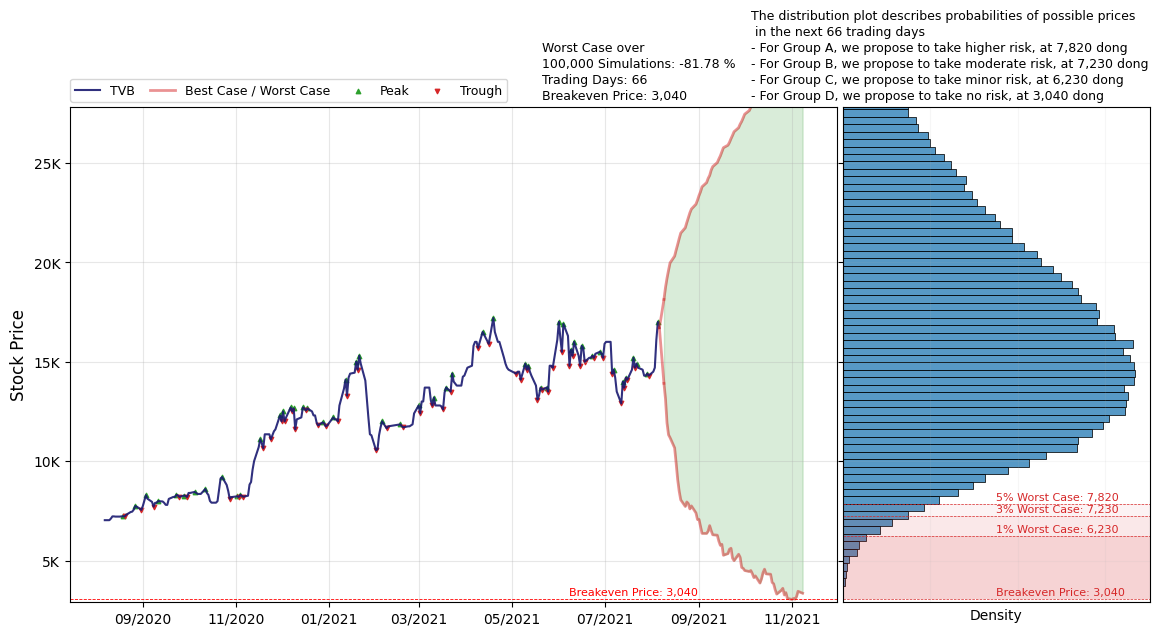 The distribution plot describes probabilities of possible prices
in the next 66 trading days
- For Group A, we propose to take higher risk, at 7,820 dong
- For Group B, we propose to take moderate risk, at 7,230 dong
- For Group C, we propose to take minor risk, at 6,230 dong
- For Group D, we propose to take no risk, at 3,040 dong
Worst Case over
100,000 Simulations: -81.78 %
Trading Days: 66
Breakeven Price: 3,040
TVB
Best Case / Worst Case
Peak
Trough
Stock Price
25K
20K
15K
10K
5K
Breakeven Price: 3,040
09/2020
11/2020
01/2021
03/2021
05/2021
07/2021
09/2021
11/2021
5% Worst Case: 7,820
3% Worst Case: 7,230
1% Worst Case: 6,230
Breakeven Price: 3,040
Density